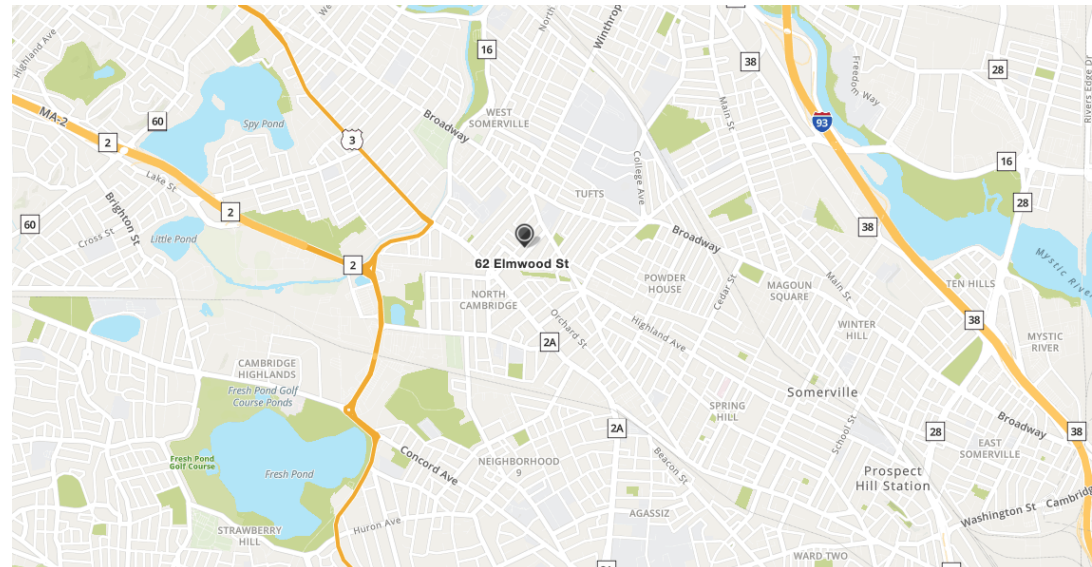 Highland Ave
We
North
Winthrop
16
38
28
Freedom Way
Rivers Edge Dr
MA-2
60
Spy Pond
3
WEST
SOMERVILLE
Broadway
Main St
93
2
College Ave
16
Lake St
TUFTS
28
2
60
Brighton St
Cross St
Little Pond
38
Broadway
Mystic River
2
62 Elmwood St
POWDER
HOUSE
Cedar St
MAGOUN
SQUARE
Main St
TEN HILLS
NORTH
CAMBRIDGE
Orchard St
Highland Ave
WINTER
HILL
38
MYSTIC
RIVER
2A
CAMBRIDGE
HIGHLANDS
Fresh Pond Golf
Course Ponds
Somerville
SPRING
HILL
School St
Broadway
2A
28
38
EAST
SOMERVILLE
Fresh Pond
Golf Course
Fresh Pond
Concord Ave
NEIGHBORHOOD
9
Beacon St
Prospect
Hill Station
Washington St
Cambridg
AGASSIZ
Huron Ave
STRAWBERRY
HILL
WARD TWO